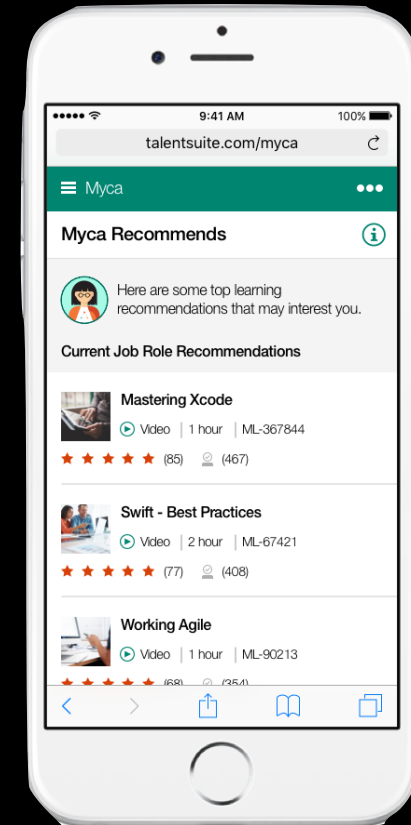 9:41 AM 100%
talentsuite.com/myca
Myca
Myca Recommends
Here are some top learning
recommendations that may interest you.
Current Job Role Recommendations
Mastering Xcode
Video | 1 hour | ML-367844
(85) (467)
Swift - Best Practices
Video | 2 hour | ML-67421
(77) (408)
Working Agile
Video | 1 hour | ML-90213
(68) (354)